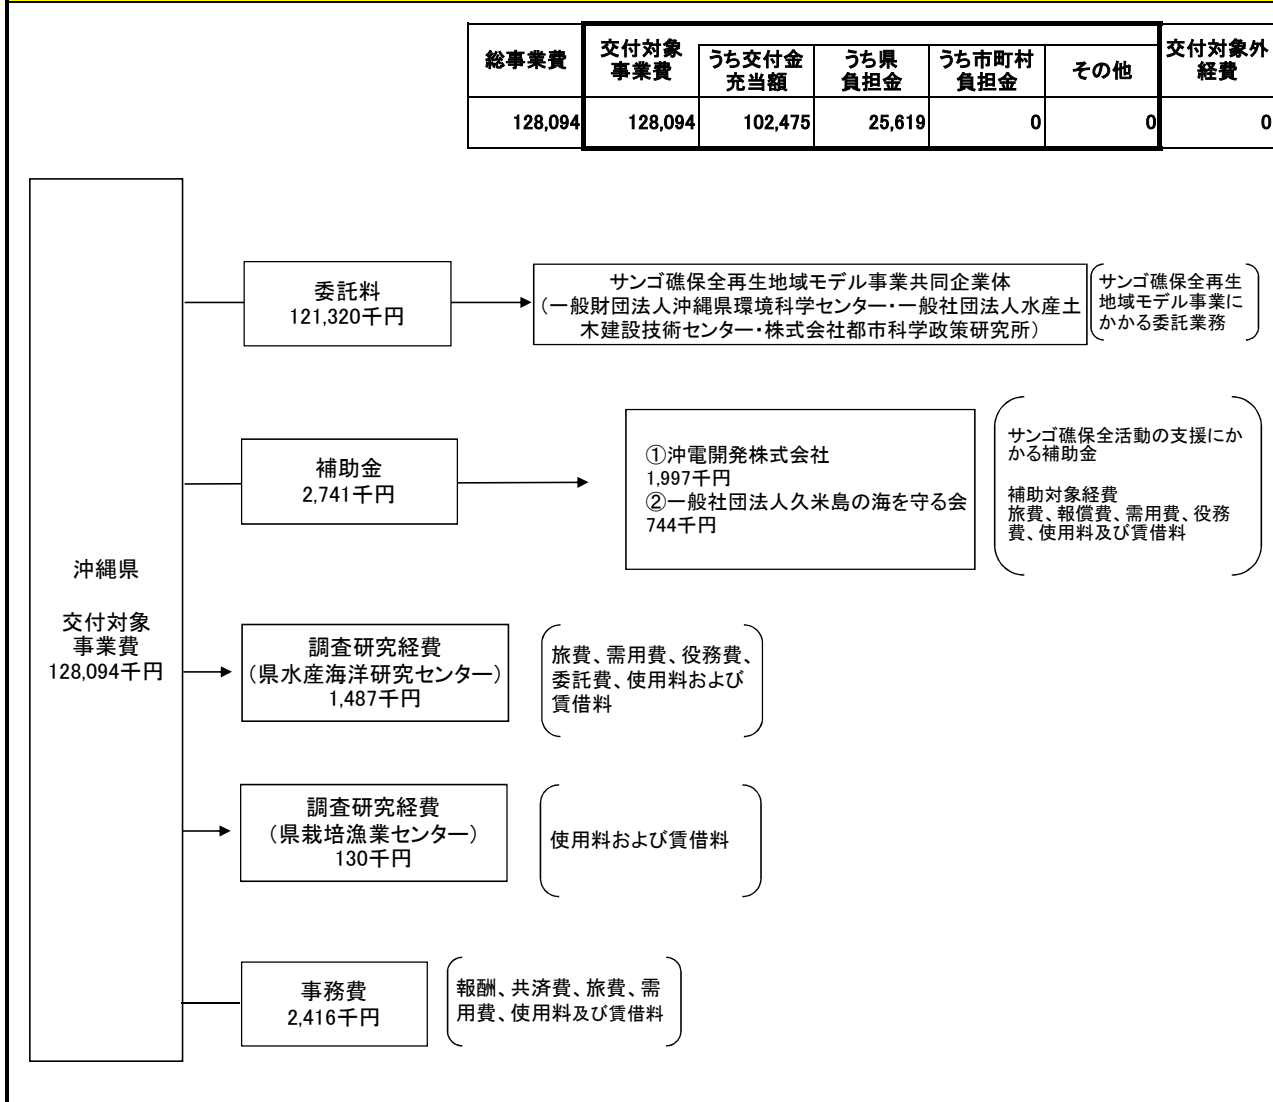 総事業費
交付対象
事業費
うち交付金
充当額
うち県
負担金
うち市町村
負担金
その他
交付対象外
経費
128,094
128,094
102,475
25,619
0
0
0
沖縄県
交付対象
事業費
128,094千円
委託料
121,320千円
サンゴ礁保全再生地域モデル事業共同企業体
（一般財団法人沖縄県環境科学センター・一般社団法人水産土
木建設技術センター・株式会社都市科学政策研究所）
サンゴ礁保全再生
地域モデル事業に
かかる委託業務
補助金
2,741千円
①沖電開発株式会社
1,997千円
②一般社団法人久米島の海を守る会
744千円
サンゴ礁保全活動の支援にか
かる補助金
補助対象経費
旅費、報償費、需用費、役務
費、使用料及び賃借料
調査研究経費
（県水産海洋研究センター）
1,487千円
旅費、需用費、役務費、
委託費、使用料および
賃借料
調査研究経費
（県栽培漁業センター）
130千円
使用料および賃借料
事務費
2,416千円
報酬、共済費、旅費、需
用費、使用料及び賃借料